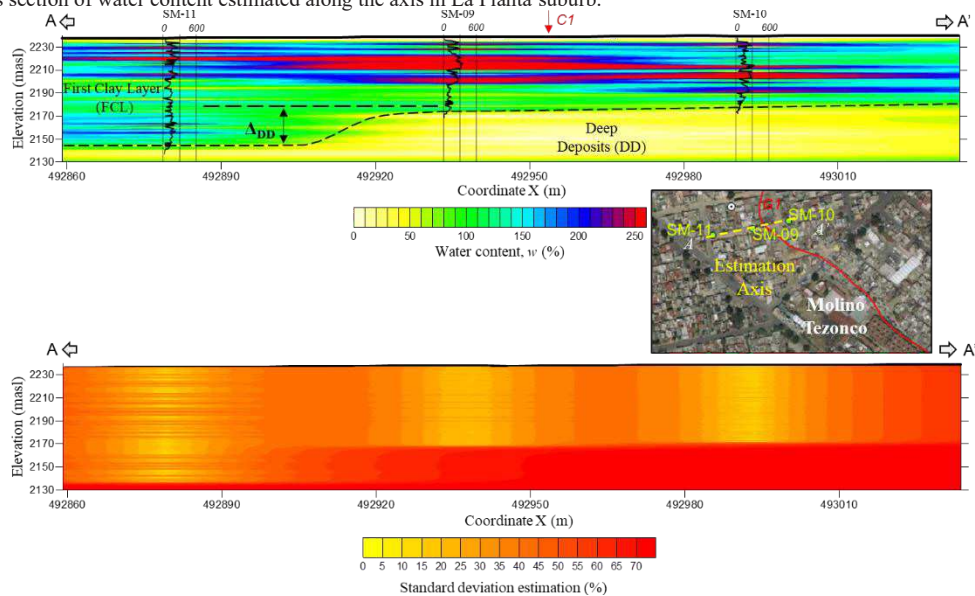 s section of water content estimated along the axis in La Planta suburb.
A SM-11 SM-09 C1 SM-10 A'
0 600 0 600 0 600
2230
2210
2190
2170
2150
2130
Elevation (masl)
First Clay Layer
(FCL)
Δ_DD
Deep
Deposits (DD)
492860 492890 492920 492950 492980 493010
Coordinate X (m)
0 50 100 150 200 250
Water content, w (%)
C1
SM-10
SM-11
SM-09
A A'
Estimation
Axis
Molino
Tezonco
A A'
2230
2210
2190
2170
2150
2130
Elevation (masl)
492860 492890 492920 492950 492980 493010
Coordinate X (m)
0 5 10 15 20 25 30 35 40 45 50 55 60 65 70
Standard deviation estimation (%)